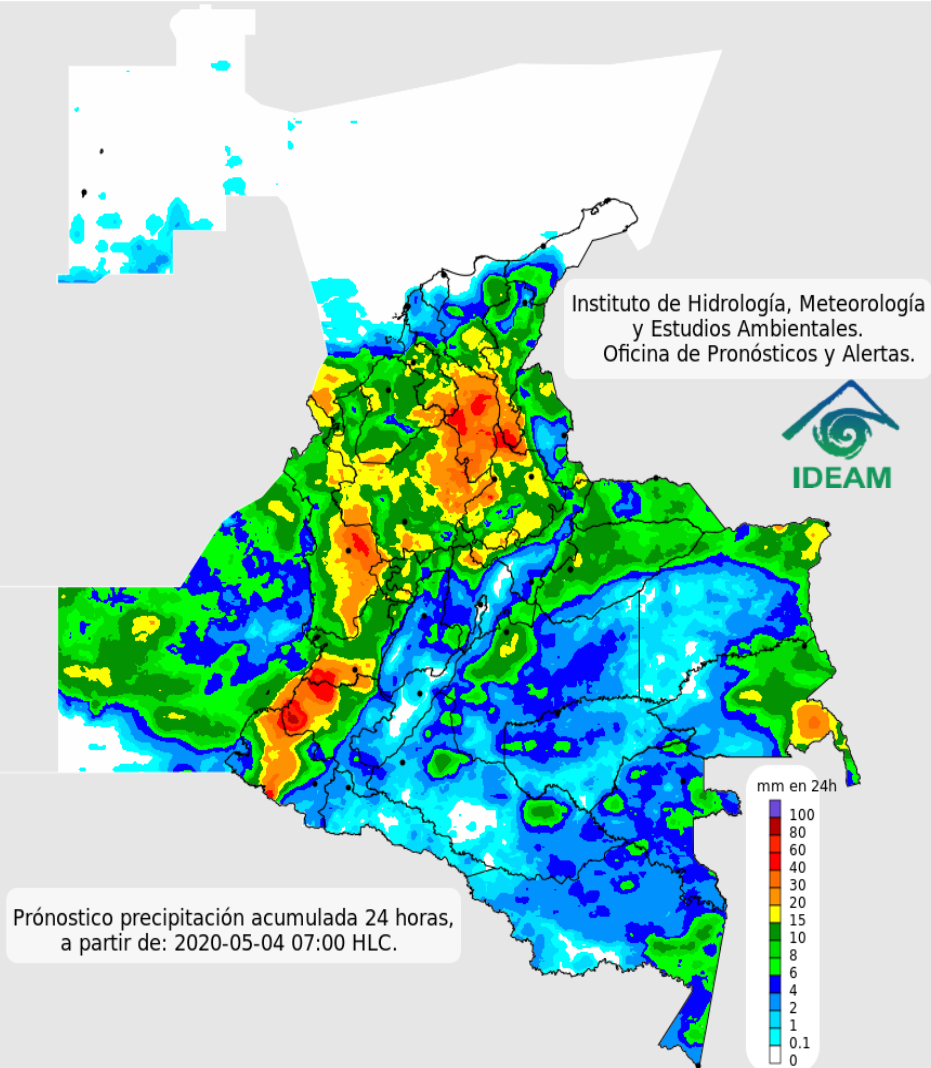 Instituto de Hidrología, Meteorología
y Estudios Ambientales.
Oficina de Pronósticos y Alertas.
IDEAM
mm en 24h
100
80
60
40
30
20
15
10
8
6
4
2
1
0.1
0
Prónostico precipitación acumulada 24 horas,
a partir de: 2020-05-04 07:00 HLC.